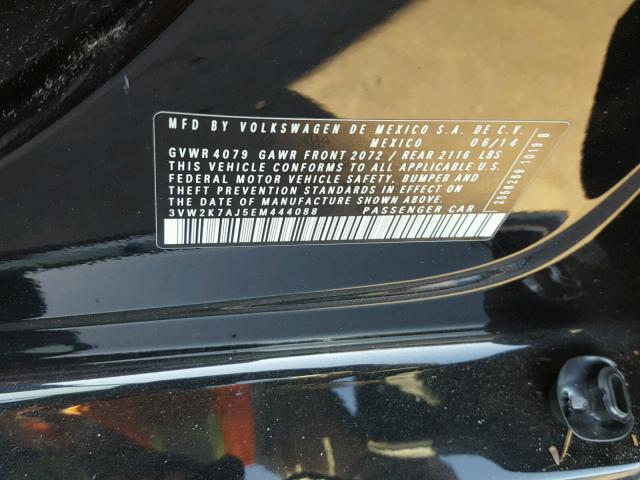 MFD BY VOLKSWAGEN DE MEXICO S.A. DE C.V.
MEXICO 06/14
GVWR 4079 GAWR FRONT 2072 / REAR 2116 LBS
THIS VEHICLE CONFORMS TO ALL APPLICABLE U.S.
FEDERAL MOTOR VEHICLE SAFETY, BUMPER AND
THEFT PREVENTION STANDARDS IN EFFECT ON
THE DATE OF MANUFACTURE SHOWN ABOVE.
3VW2K7AJ5EM444088 PASSENGER CAR
1019 B